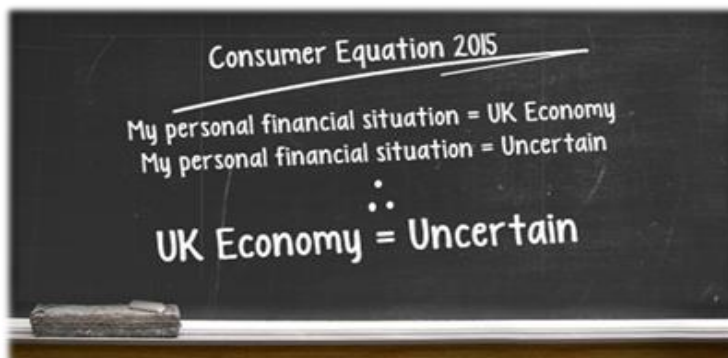 Consumer Equation 2015
My personal financial situation = UK Economy
My personal financial situation = Uncertain
∴
UK Economy = Uncertain